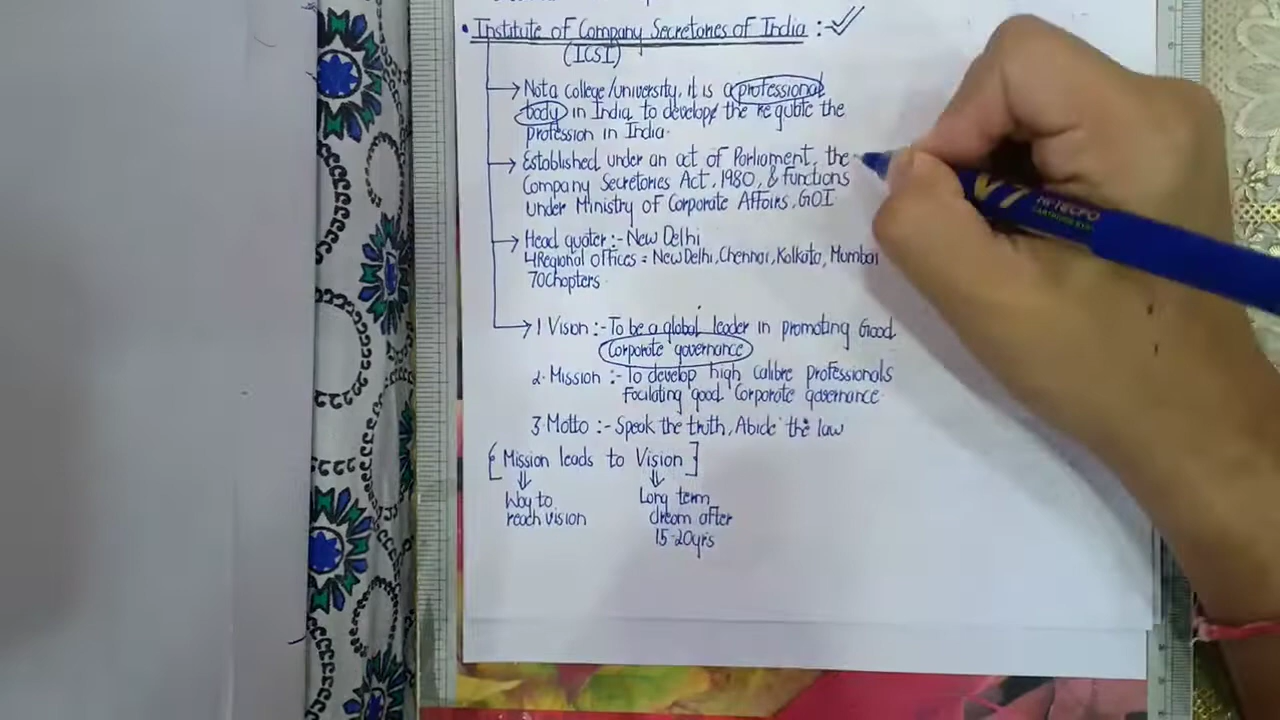 • Institute of Company Secretories of India :-
(ICSI)
Not a college/university, it is a professional
body in India to develop the regulate the
profession in India.
Established under an act of Parliament, the
Company Secretories Act, 1980, & functions
under Ministry of Corporate Affairs, GOI
Head quater :- New Delhi
4 Regional offices = New Delhi, Chennai, Kolkata, Mumbai
70 Chapters
1 Vision :- To be a global leader in promoting Good
Corporate governance
2. Mission :- To develop high calibre professionals
facilating good Corporate governance
3. Motto :- Speak the truth, Abide the law
[Mission leads to Vision]
Way to
reach vision
Long term
dream after
15-20yrs
V7
HI-TECPO